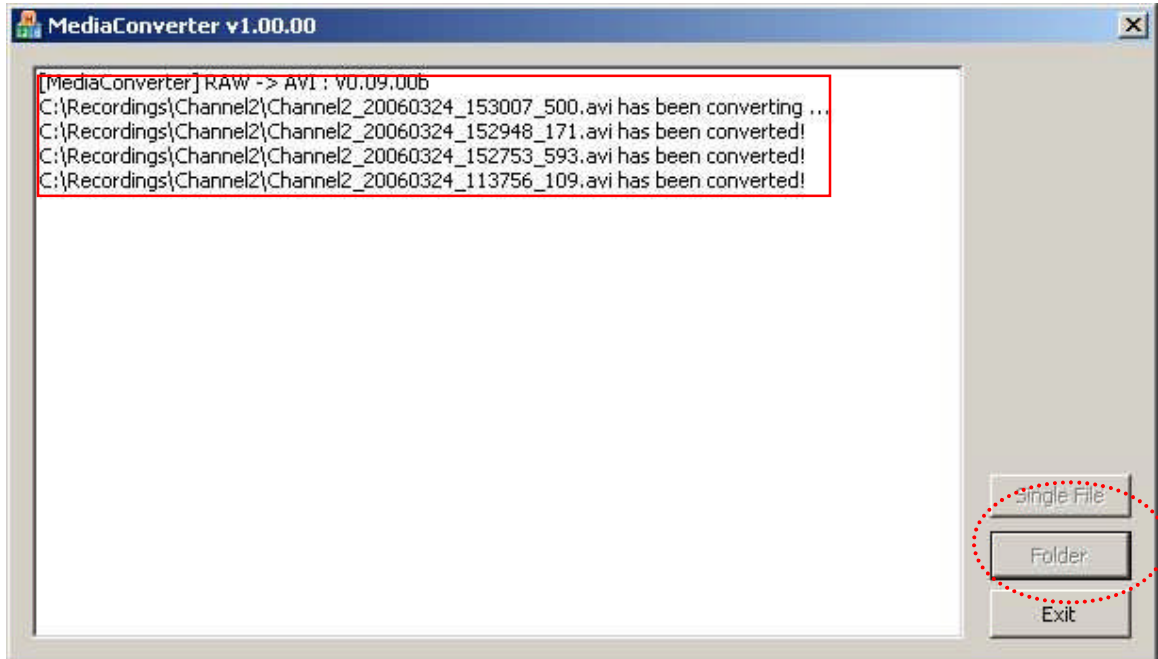 MediaConverter v1.00.00
[MediaConverter] RAW -> AVI : V0.09.00b
C:\Recordings\Channel2\Channel2_20060324_153007_500.avi has been converting ...
C:\Recordings\Channel2\Channel2_20060324_152948_171.avi has been converted!
C:\Recordings\Channel2\Channel2_20060324_152753_593.avi has been converted!
C:\Recordings\Channel2\Channel2_20060324_113756_109.avi has been converted!
Single File
Folder
Exit